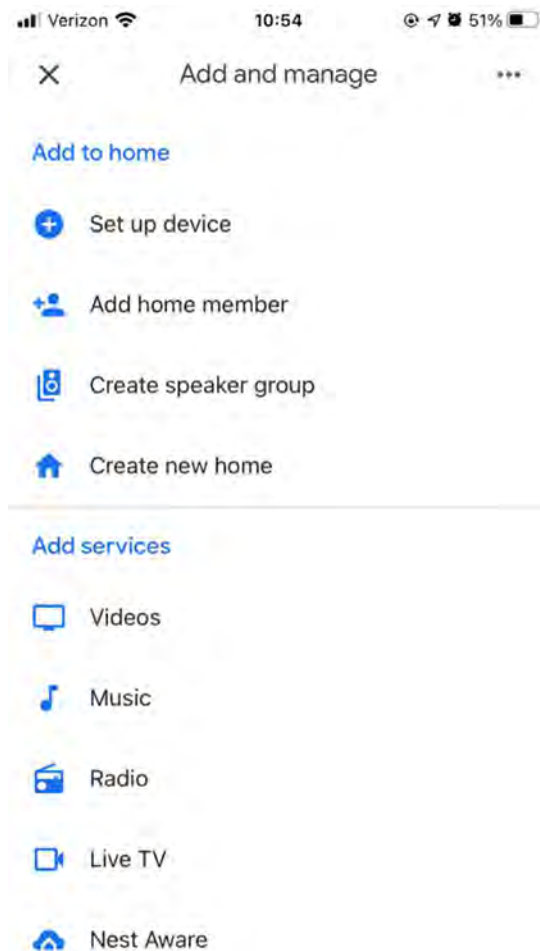 Verizon 10:54 51%
Add and manage
Add to home
Set up device
Add home member
Create speaker group
Create new home
Add services
Videos
Music
Radio
Live TV
Nest Aware